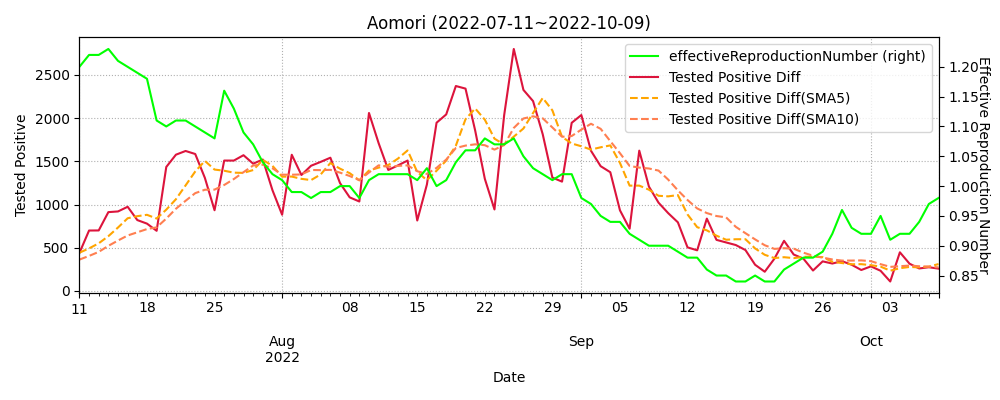 Aomori (2022-07-11~2022-10-09)
effectiveReproductionNumber (right)
Tested Positive Diff
Tested Positive Diff(SMA5)
Tested Positive Diff(SMA10)
Tested Positive
2500
2000
1500
1000
500
0
Effective Reproduction Number
1.20
1.15
1.10
1.05
1.00
0.95
0.90
0.85
11 18 25 08 15 22 29 05 12 19 26 03
Aug Sep Oct
2022
Date